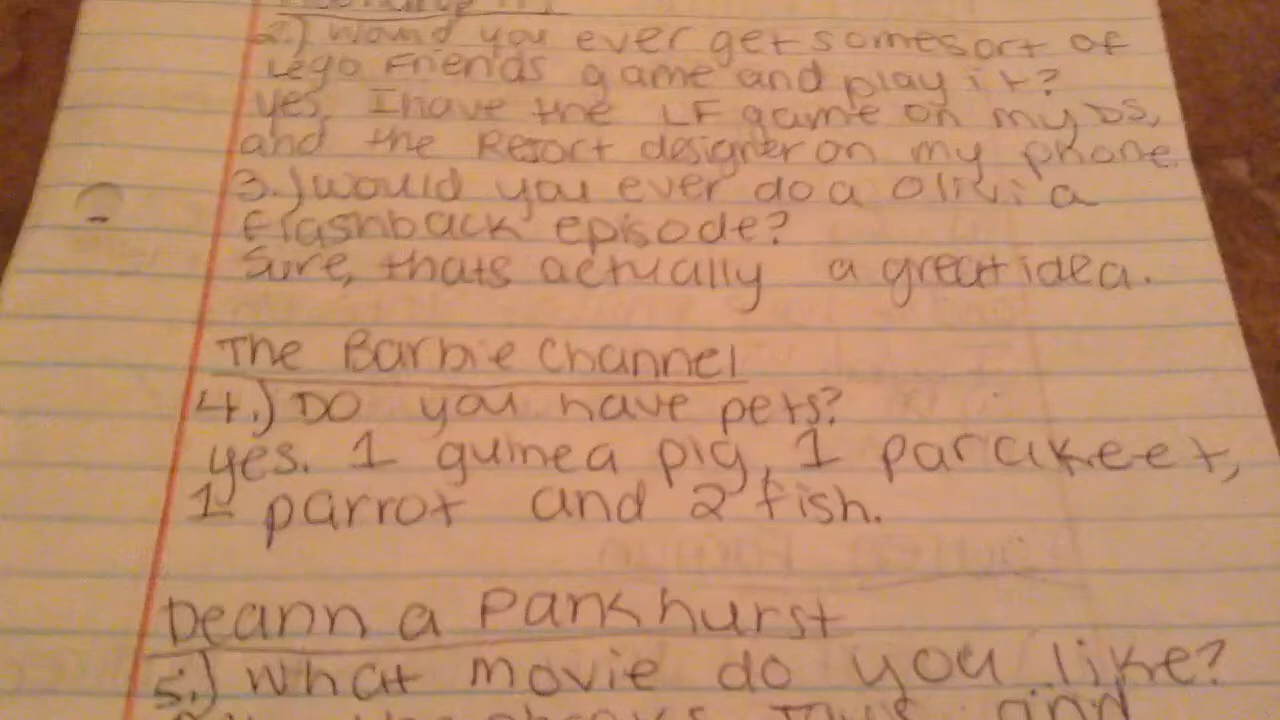 2.) Would you ever get somesort of
Lego Friends game and play it?
yes, I have the LF game on my DS,
and the Resort designer on my phone.
3.) would you ever do a Olivia
flashback episode?
Sure, thats actually a great idea.
The Barbie Channel
4.) Do you have pets?
yes. 1 guinea pig, 1 parakeet,
1 parrot and 2 fish.
Deanna Pankhurst
5.) What movie do you like?
and